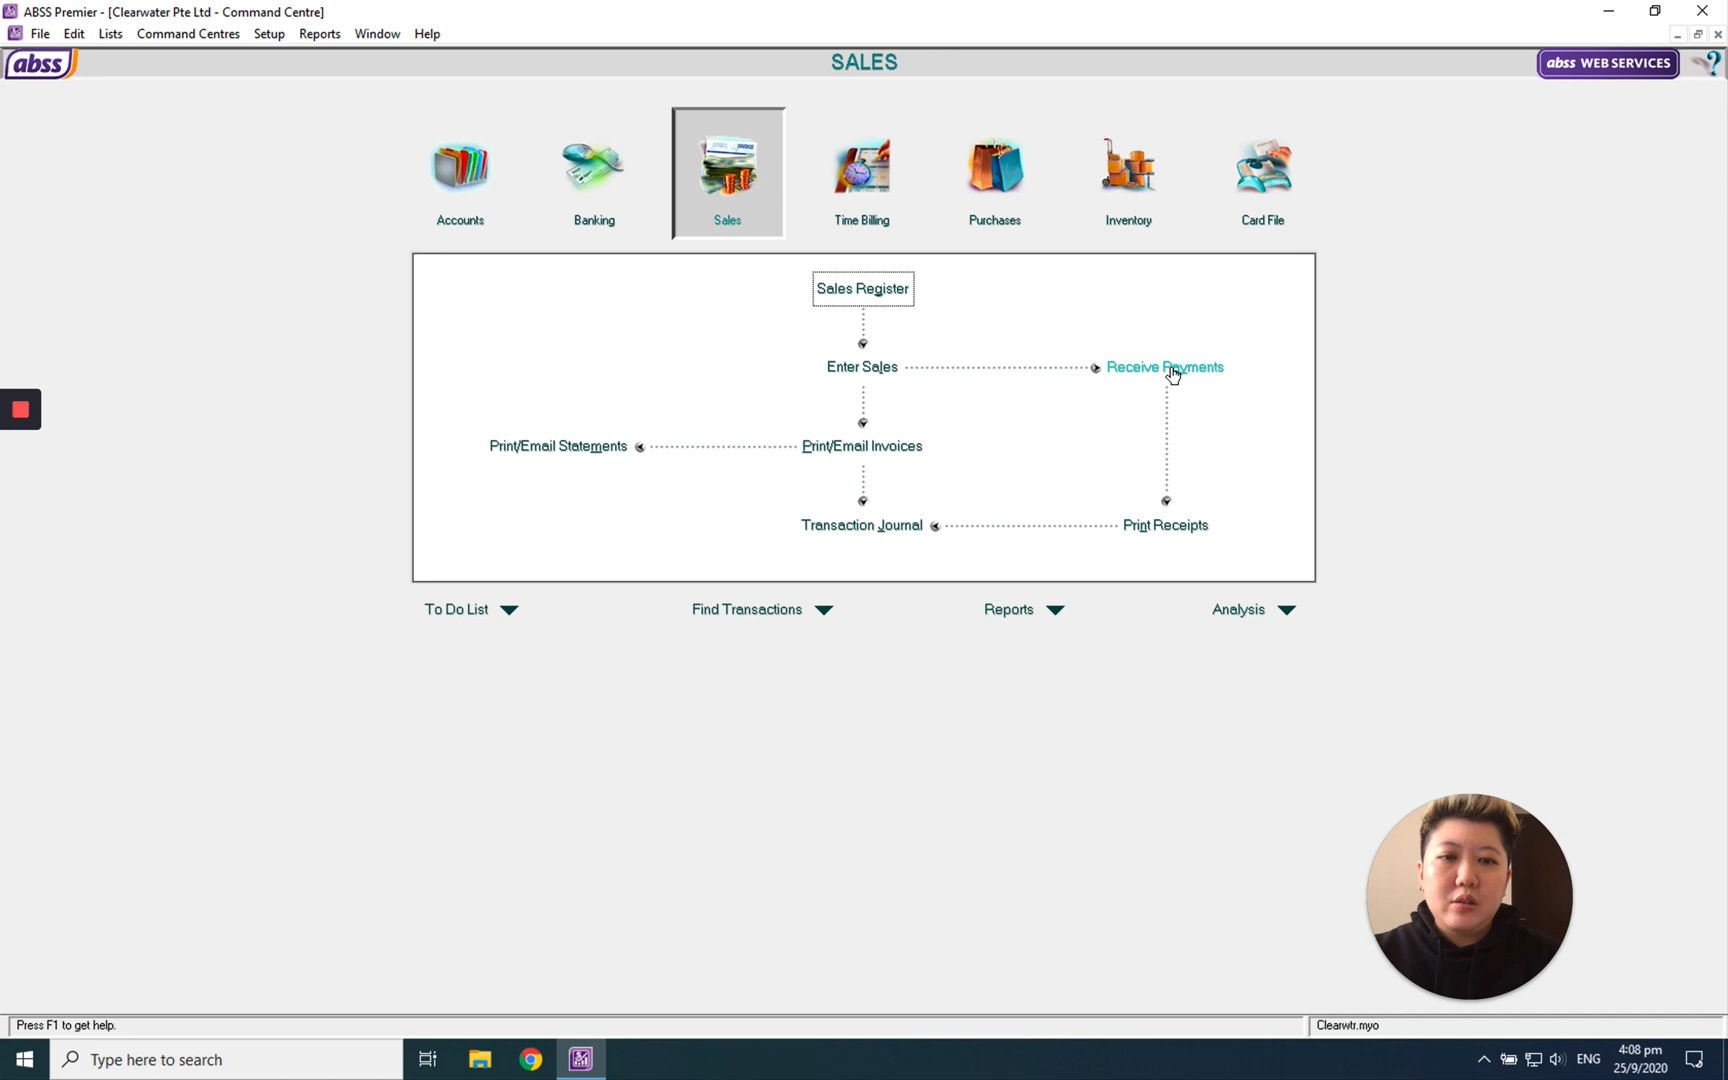 ABSS Premier - [Clearwater Pte Ltd - Command Centre]
File Edit Lists Command Centres Setup Reports Window Help
abss SALES abss WEB SERVICES ?
INVOICE
Accounts Banking Sales Time Billing Purchases Inventory Card File
Sales Register
Enter Sales Receive Payments
Print/Email Statements Print/Email Invoices
Transaction Journal Print Receipts
To Do List Find Transactions Reports Analysis
Press F1 to get help. Clearwtr.myo
Type here to search ENG 4:08 pm
25/9/2020